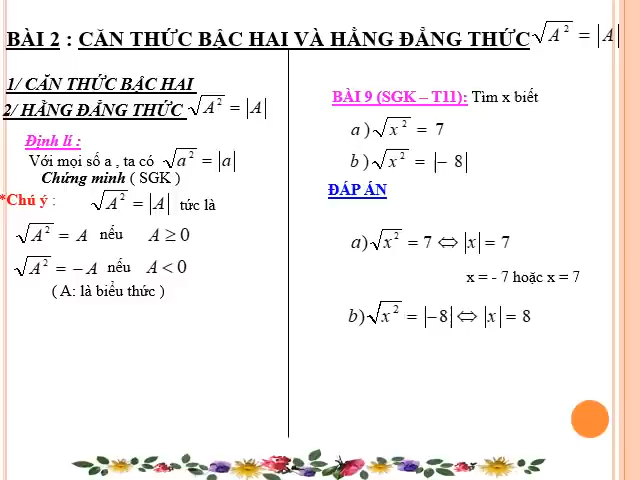 BÀI 2 : CĂN THỨC BẬC HAI VÀ HẰNG ĐẲNG THỨC √A² = |A|
1/ CĂN THỨC BẬC HAI
2/ HẰNG ĐẲNG THỨC √A² = |A|
Định lí :
Với mọi số a , ta có √a² = |a|
Chứng minh ( SGK )
*Chú ý : √A² = |A| tức là
√A² = A nếu A ≥ 0
√A² = − A nếu A < 0
( A: là biểu thức )
BÀI 9 (SGK – T11): Tìm x biết
a )√x² = 7
b )√x² = |− 8|
ĐÁP ÁN
a)√x² = 7 ⇔ |x| = 7
x = - 7 hoặc x = 7
b)√x² = |−8| ⇔ |x| = 8